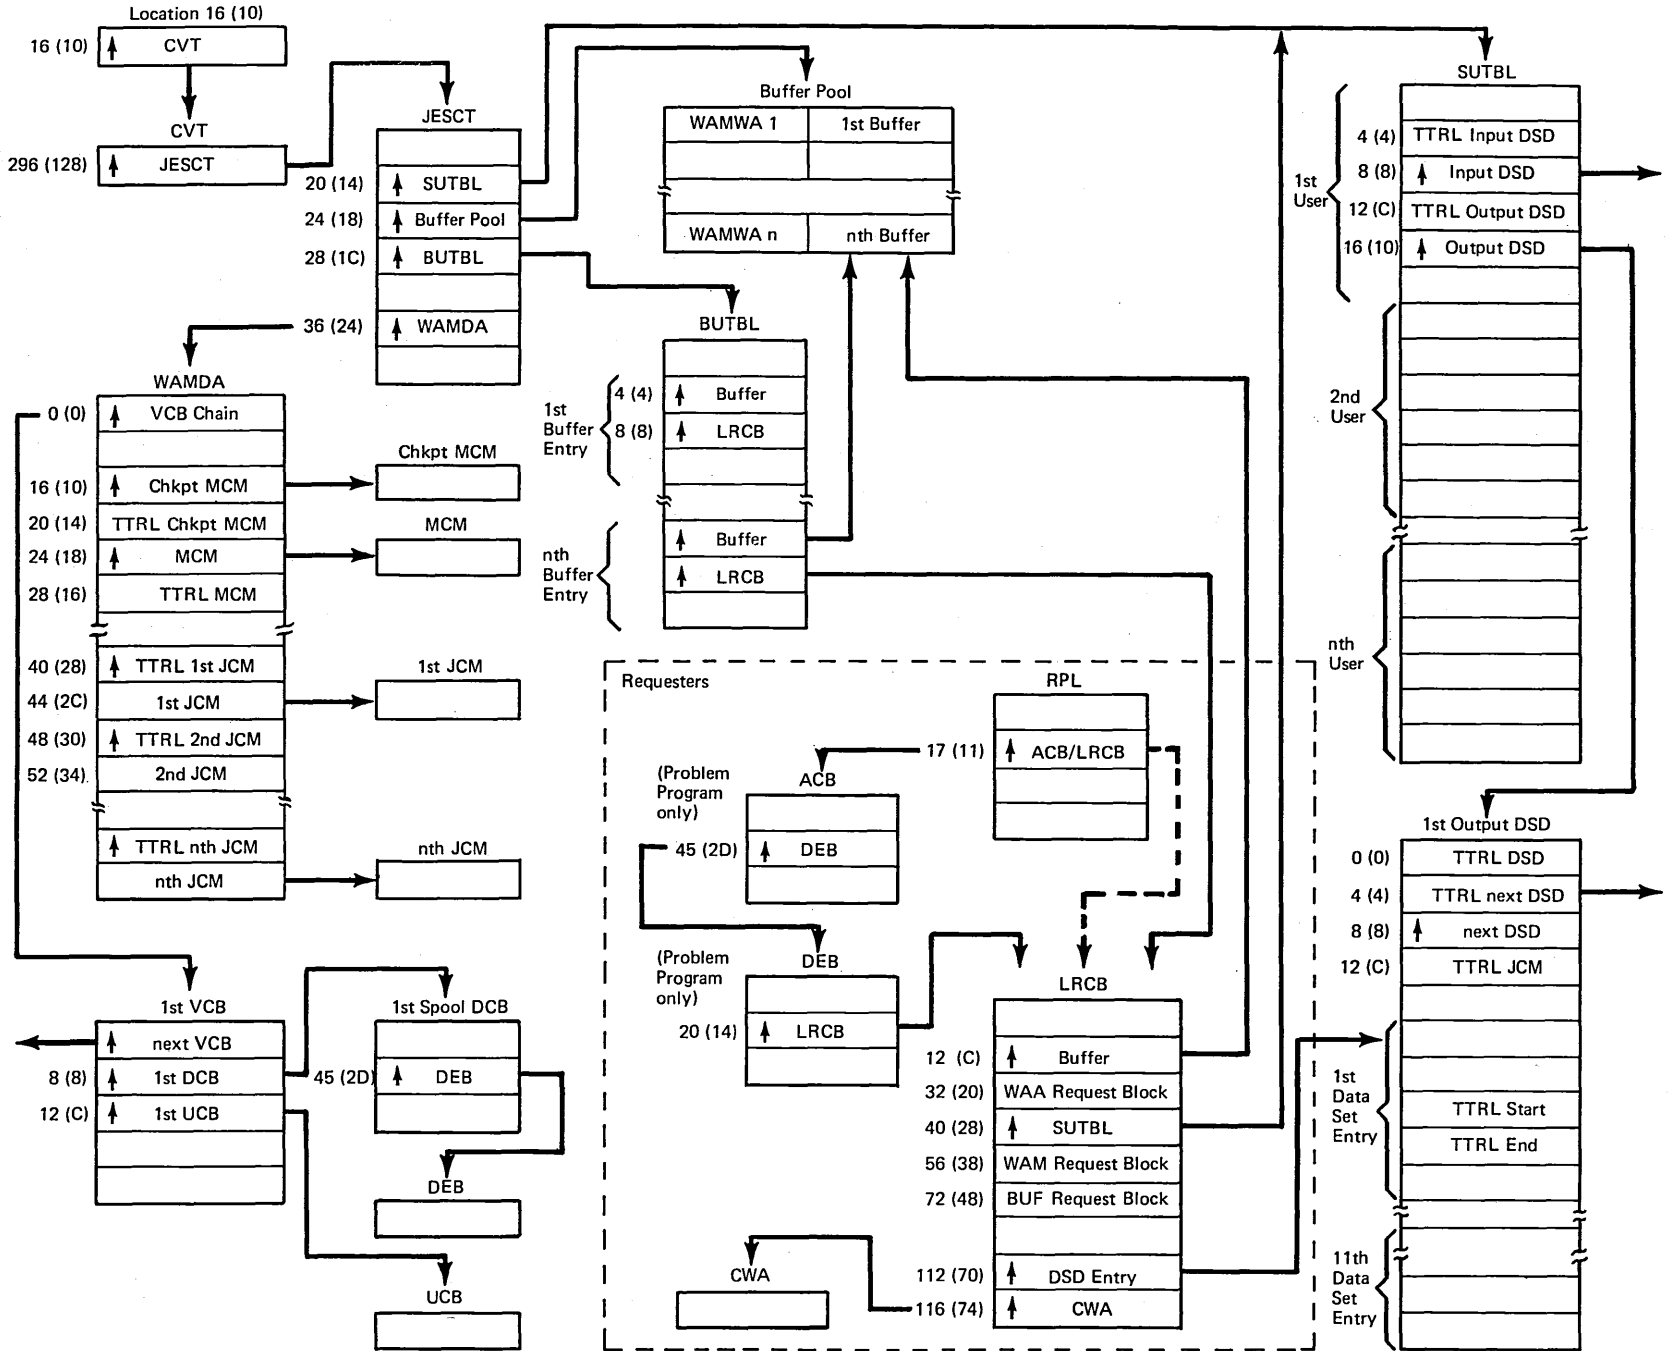 Location 16 (10)
16 (10) CVT
CVT
296 (128) JESCT
JESCT
20 (14) SUTBL
24 (18) Buffer Pool
28 (1C) BUTBL
36 (24) WAMDA
Buffer Pool
WAMWA 1 1st Buffer
WAMWA n nth Buffer
BUTBL
1st
Buffer
Entry
4 (4) Buffer
8 (8) LRCB
nth
Buffer
Entry
Buffer
LRCB
WAMDA
0 (0) VCB Chain
16 (10) Chkpt MCM
20 (14) TTRL Chkpt MCM
24 (18) MCM
28 (16) TTRL MCM
40 (28) TTRL 1st JCM
44 (2C) 1st JCM
48 (30) TTRL 2nd JCM
52 (34) 2nd JCM
TTRL nth JCM
nth JCM
Chkpt MCM
MCM
1st JCM
nth JCM
1st VCB
next VCB
8 (8) 1st DCB
12 (C) 1st UCB
1st Spool DCB
45 (2D) DEB
DEB
UCB
Requesters
RPL
17 (11) ACB/LRCB
(Problem
Program
only)
ACB
45 (2D) DEB
(Problem
Program
only)
DEB
20 (14) LRCB
LRCB
12 (C) Buffer
32 (20) WAA Request Block
40 (28) SUTBL
56 (38) WAM Request Block
72 (48) BUF Request Block
112 (70) DSD Entry
116 (74) CWA
CWA
SUTBL
1st
User
4 (4) TTRL Input DSD
8 (8) Input DSD
12 (C) TTRL Output DSD
16 (10) Output DSD
2nd
User
nth
User
1st Output DSD
0 (0) TTRL DSD
4 (4) TTRL next DSD
8 (8) next DSD
12 (C) TTRL JCM
1st
Data
Set
Entry
TTRL Start
TTRL End
11th
Data
Set
Entry